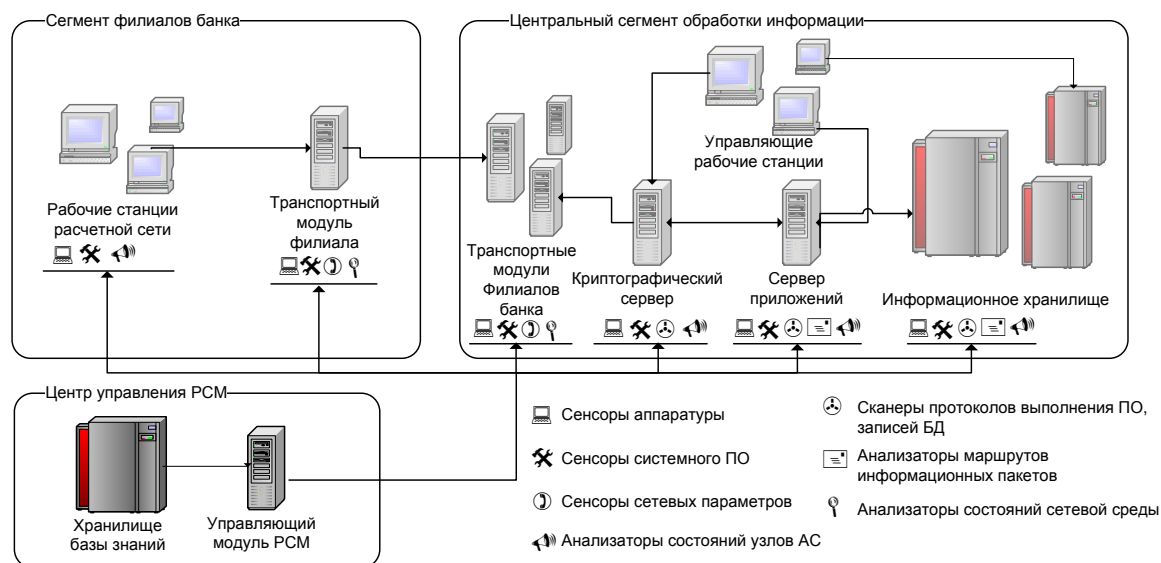 Сегмент филиалов банка
Центральный сегмент обработки информации
Управляющие
рабочие станции
Рабочие станции
расчетной сети
Транспортный
модуль
филиала
Транспортные
модули
Филиалов
банка
Криптографический
сервер
Сервер
приложений
Информационное хранилище
Центр управления РСМ
Хранилище
базы знаний
Управляющий
модуль РСМ
Сенсоры аппаратуры
Сенсоры системного ПО
Сенсоры сетевых параметров
Анализаторы состояний узлов АС
Сканеры протоколов выполнения ПО,
записей БД
Анализаторы маршрутов
информационных пакетов
Анализаторы состояний сетевой среды